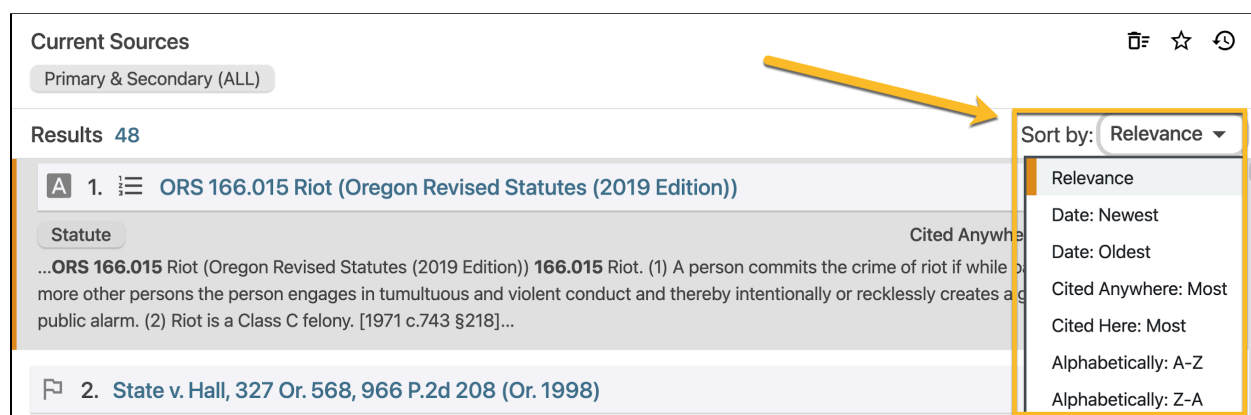 Current Sources
Primary & Secondary (ALL)
Results 48
Sort by: Relevance
A 1. ORS 166.015 Riot (Oregon Revised Statutes (2019 Edition))
Statute
Cited Anywhe
...ORS 166.015 Riot (Oregon Revised Statutes (2019 Edition)) 166.015 Riot. (1) A person commits the crime of riot if while
more other persons the person engages in tumultuous and violent conduct and thereby intentionally or recklessly creates a
public alarm. (2) Riot is a Class C felony. [1971 c.743 §218]...
2. State v. Hall, 327 Or. 568, 966 P.2d 208 (Or. 1998)
Relevance
Date: Newest
Date: Oldest
Cited Anywhere: Most
Cited Here: Most
Alphabetically: A-Z
Alphabetically: Z-A